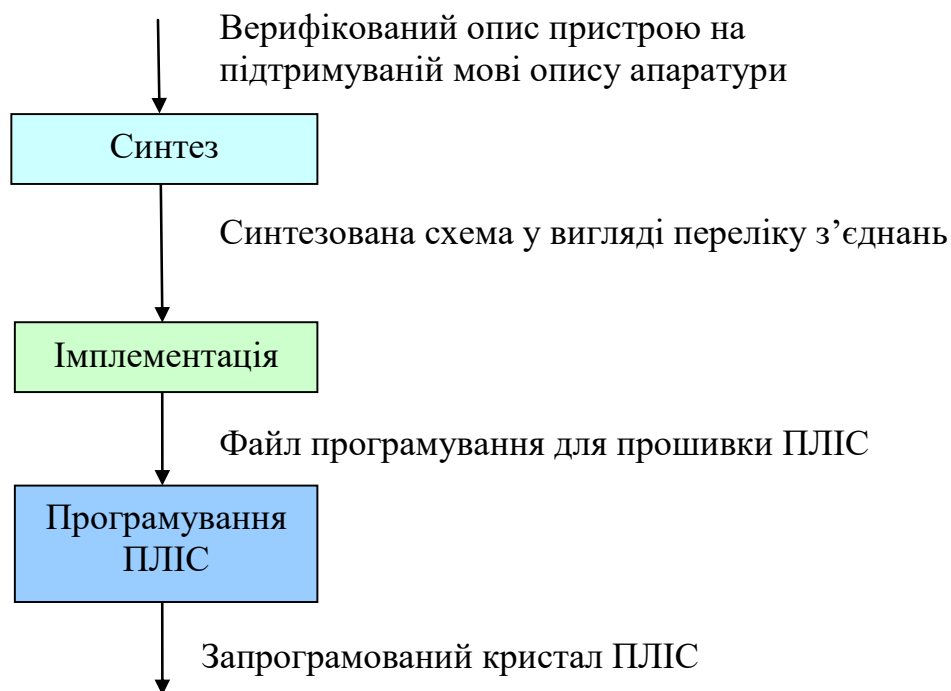 Верифікований опис пристрою на
підтримуваній мові опису апаратури
Синтез
Синтезована схема у вигляді переліку з’єднань
Імплементація
Файл програмування для прошивки ПЛІС
Програмування
ПЛІС
Запрограмований кристал ПЛІС